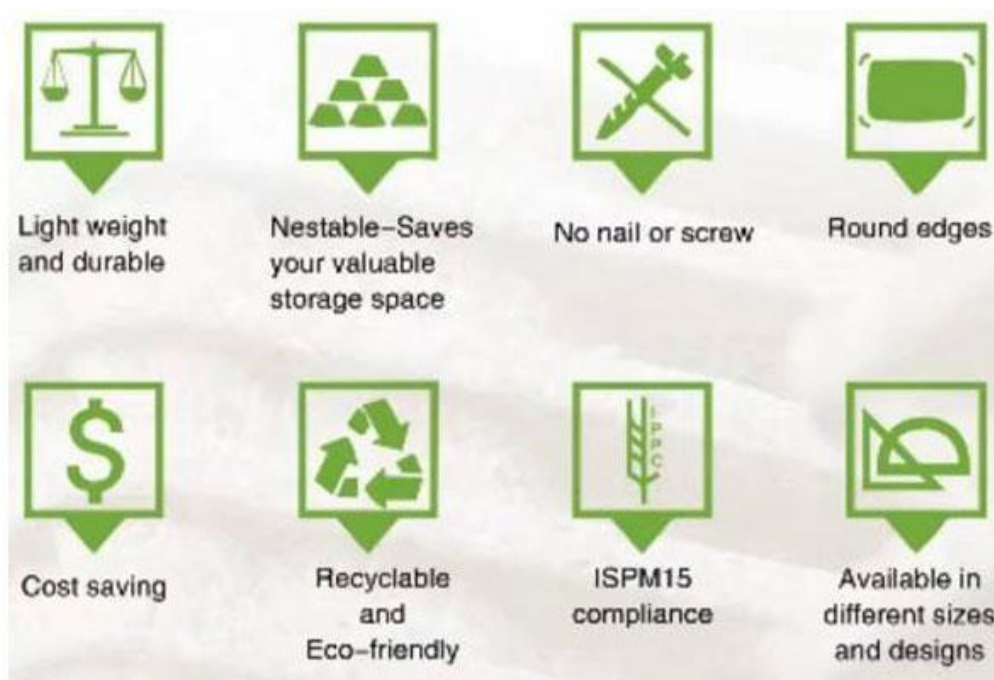 Light weight
and durable
Nestable–Saves
your valuable
storage space
No nail or screw
Round edges
IPPC
Cost saving
Recyclable
and
Eco–friendly
ISPM15
compliance
Available in
different sizes
and designs